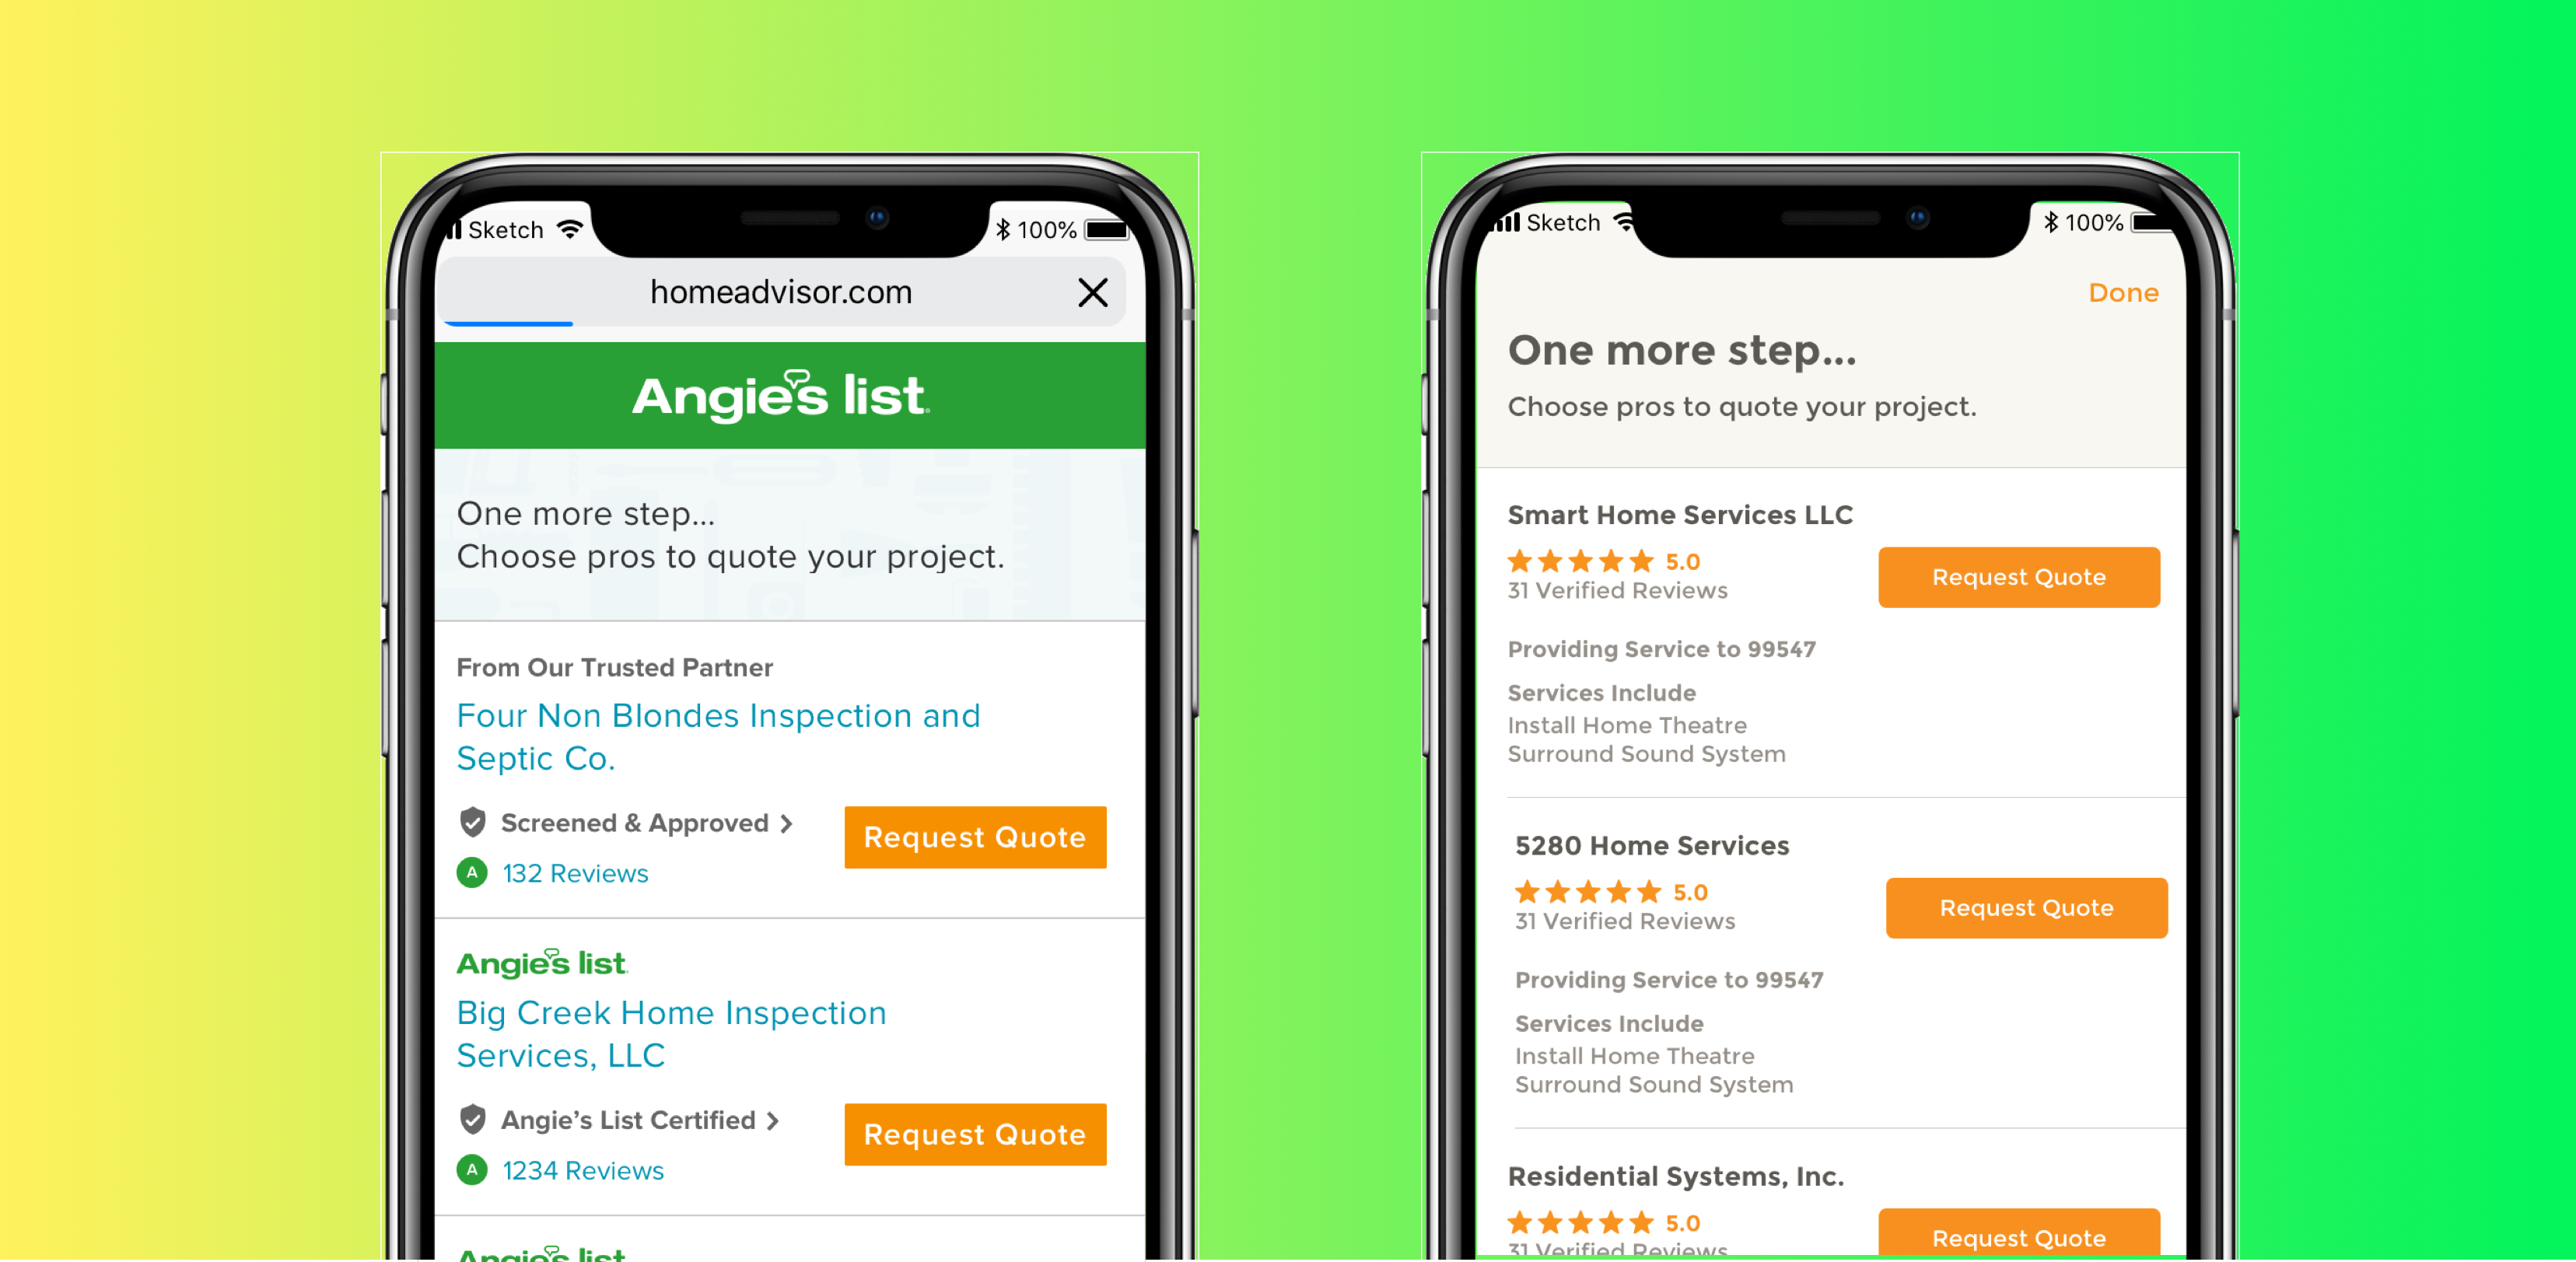 Sketch
100%
homeadvisor.com
Angie's list
One more step...
Choose pros to quote your project.
From Our Trusted Partner
Four Non Blondes Inspection and
Septic Co.
Screened & Approved
Request Quote
A 132 Reviews
Angie's list
Big Creek Home Inspection
Services, LLC
Angie's List Certified
Request Quote
A 1234 Reviews
Angie's list
Sketch
100%
Done
One more step...
Choose pros to quote your project.
Smart Home Services LLC
5.0
31 Verified Reviews
Request Quote
Providing Service to 99547
Services Include
Install Home Theatre
Surround Sound System
5280 Home Services
5.0
31 Verified Reviews
Request Quote
Providing Service to 99547
Services Include
Install Home Theatre
Surround Sound System
Residential Systems, Inc.
5.0
31 Verified Reviews
Request Quote